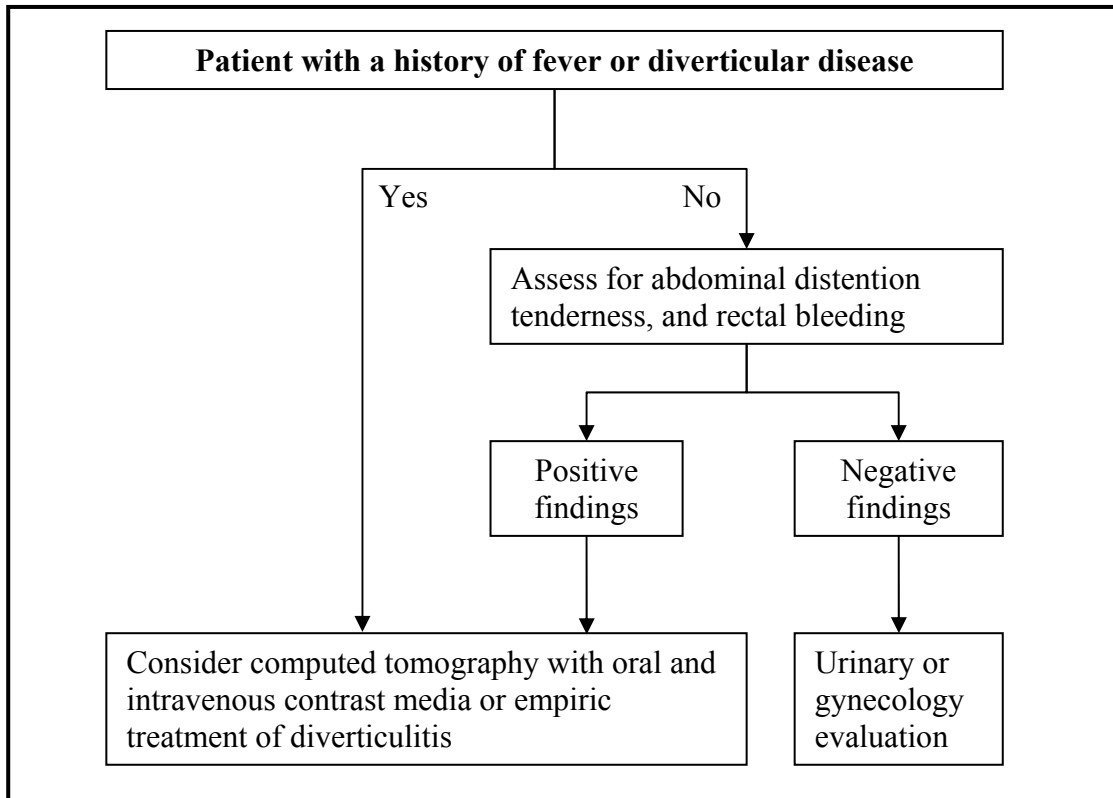 Patient with a history of fever or diverticular disease
Yes
No
Assess for abdominal distention
tenderness, and rectal bleeding
Positive
findings
Negative
findings
Consider computed tomography with oral and
intravenous contrast media or empiric
treatment of diverticulitis
Urinary or
gynecology
evaluation